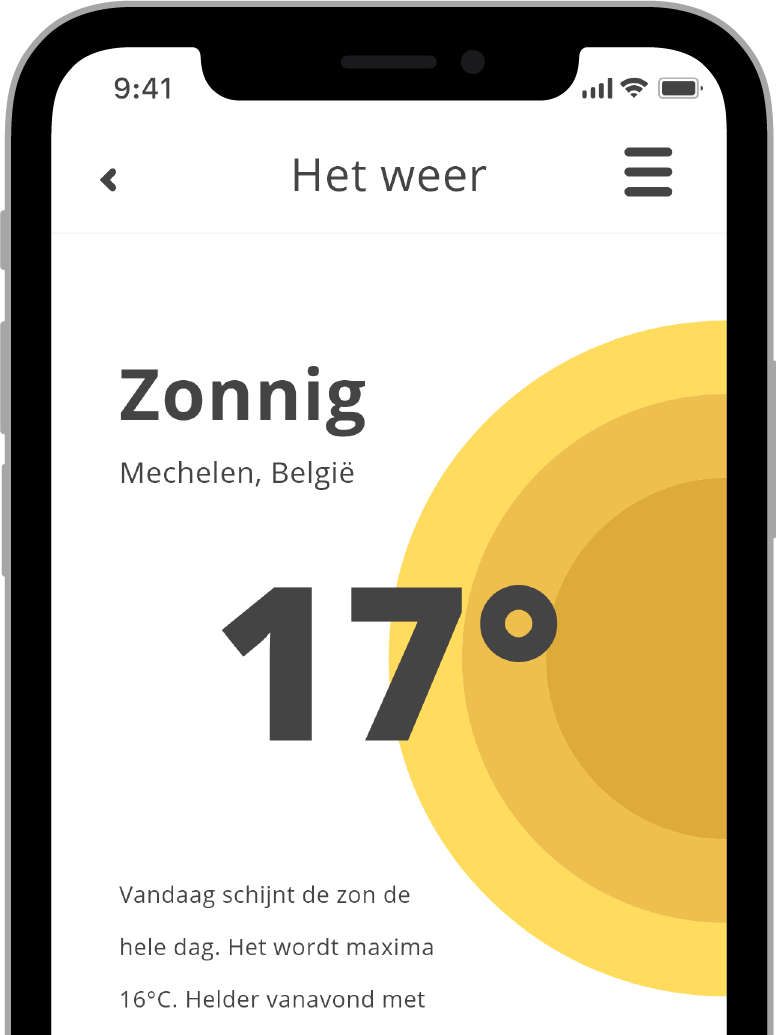 9:41
Het weer
Zonnig
Mechelen, België
17°
Vandaag schijnt de zon de
hele dag. Het wordt maxima
16°C. Helder vanavond met